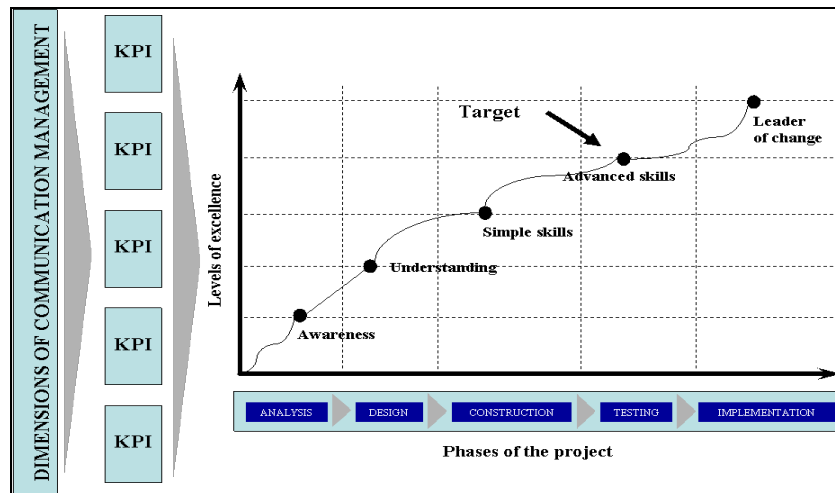 DIMENSIONS OF COMMUNICATION MANAGEMENT
KPI
KPI
KPI
KPI
KPI
Levels of excellence
Target
Leader
of change
Advanced skills
Simple skills
Understanding
Awareness
ANALYSIS
DESIGN
CONSTRUCTION
TESTING
IMPLEMENTATION
Phases of the project